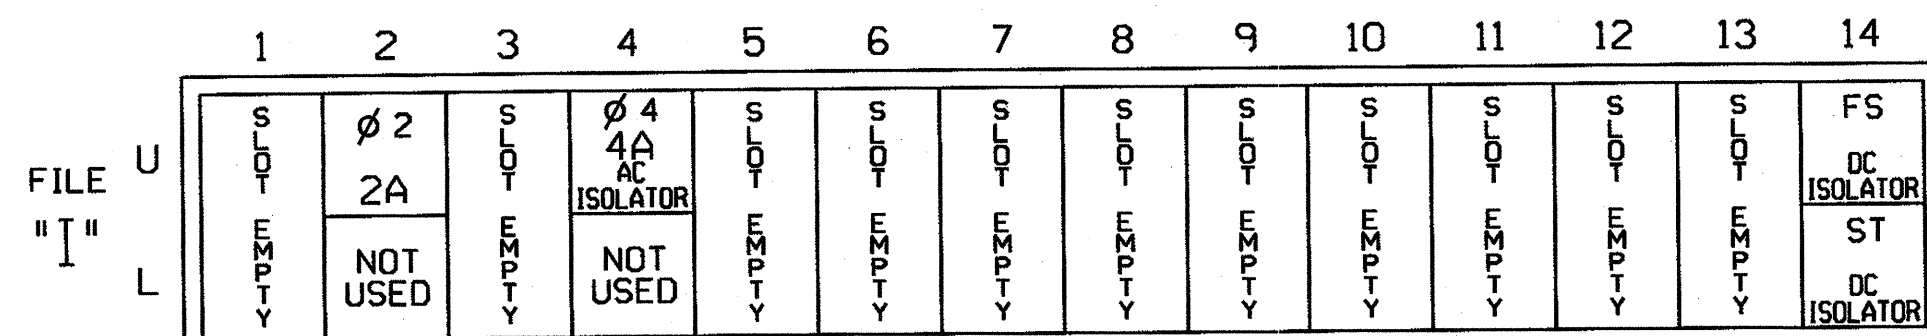 1 2 3 4 5 6 7 8 9 10 11 12 13 14
FILE
"I"
U
L
SLOT EMPTY
Ø 2
2A
NOT
USED
SLOT EMPTY
Ø 4
4A
AC
ISOLATOR
NOT
USED
SLOT EMPTY
SLOT EMPTY
SLOT EMPTY
SLOT EMPTY
SLOT EMPTY
SLOT EMPTY
SLOT EMPTY
SLOT EMPTY
SLOT EMPTY
FS
DC
ISOLATOR
ST
DC
ISOLATOR